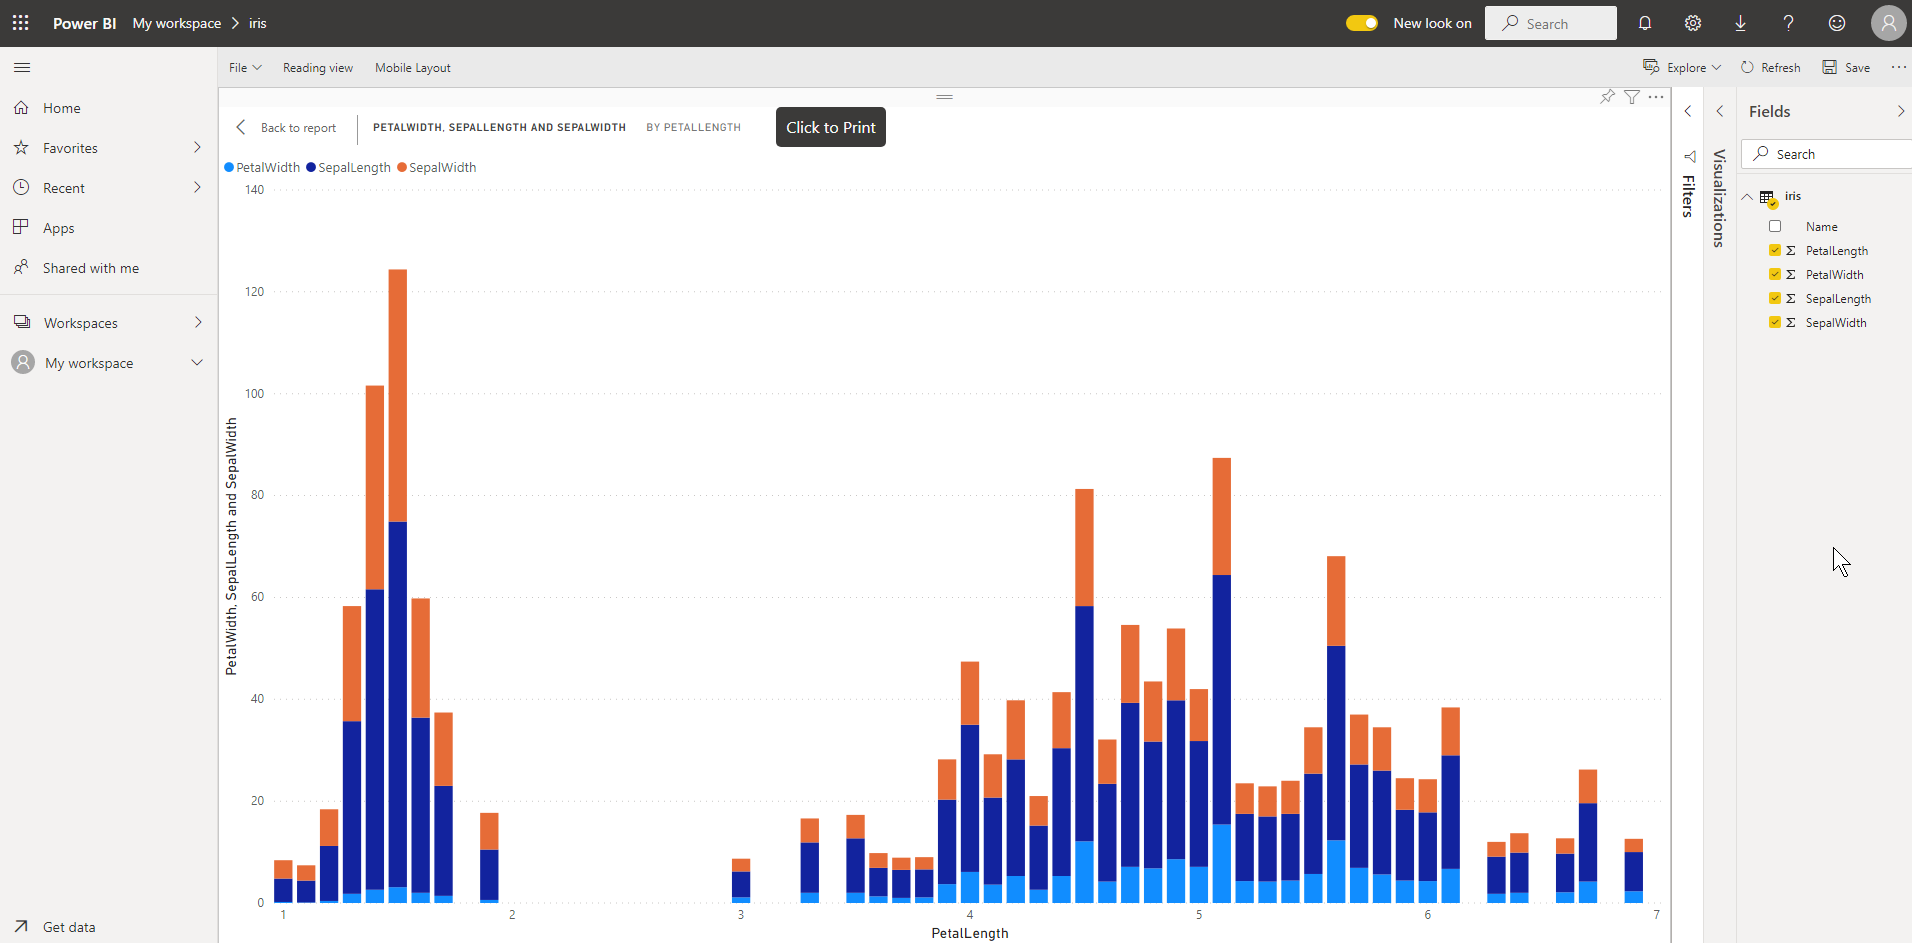 Power BI My workspace iris New look on Search
File Reading view Mobile Layout Explore Refresh Save
Home
Favorites
Recent
Apps
Shared with me
Workspaces
My workspace
Get data
Back to report PETALWIDTH, SEPALLENGTH AND SEPALWIDTH BY PETALLENGTH Click to Print
PetalWidth SepalLength SepalWidth
PetalWidth, SepalLength and SepalWidth
140
120
100
80
60
40
20
0
1 2 3 4 5 6 7
PetalLength
Filters
Visualizations
Fields
Search
iris
Name
PetalLength
PetalWidth
SepalLength
SepalWidth